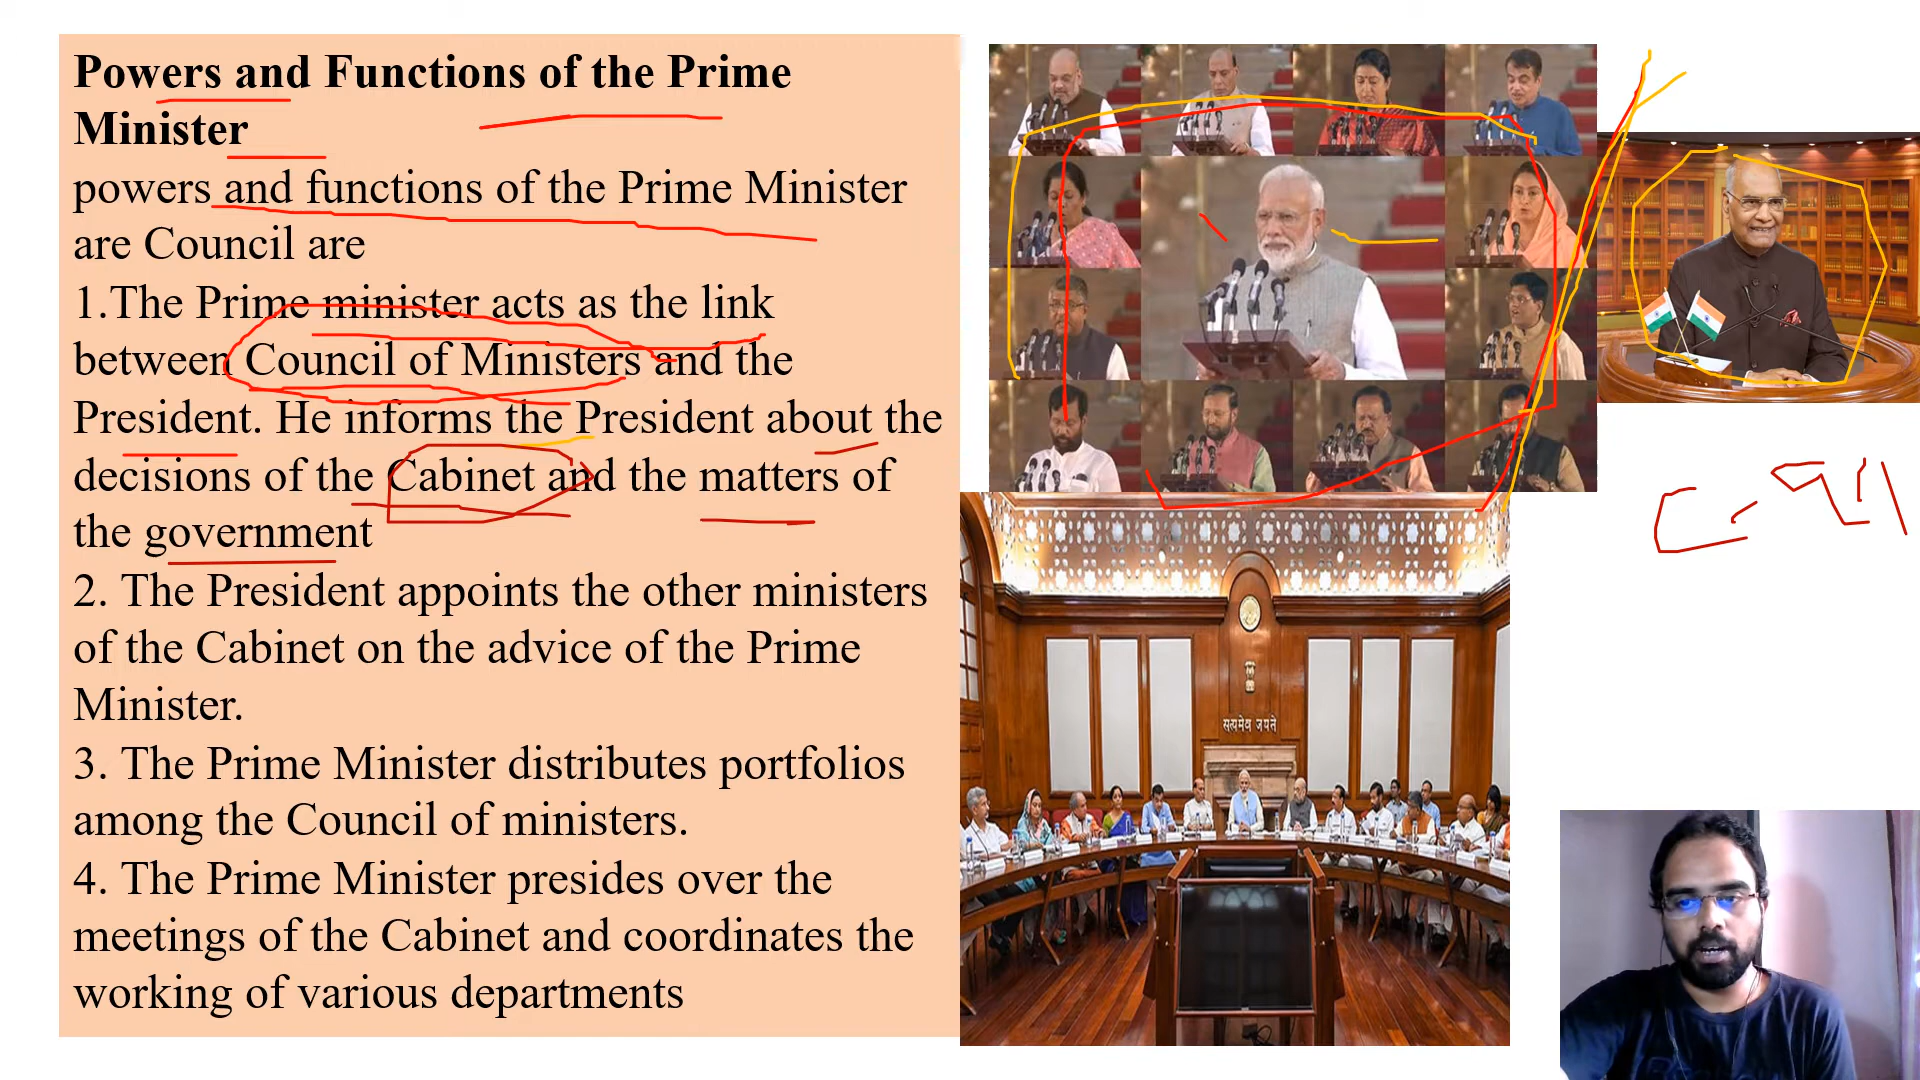 Powers and Functions of the Prime
Minister
powers and functions of the Prime Minister
are Council are
1.The Prime minister acts as the link
between Council of Ministers and the
President. He informs the President about the
decisions of the Cabinet and the matters of
the government
2. The President appoints the other ministers
of the Cabinet on the advice of the Prime
Minister.
3. The Prime Minister distributes portfolios
among the Council of ministers.
4. The Prime Minister presides over the
meetings of the Cabinet and coordinates the
working of various departments
सत्यमेव जयते